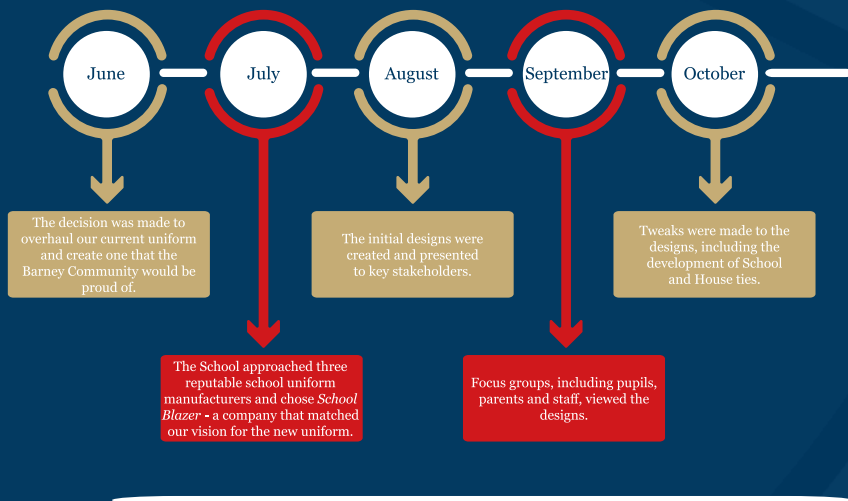 June
July
August
September
October
The decision was made to
overhaul our current uniform
and create one that the
Barney Community would be
proud of.
The initial designs were
created and presented
to key stakeholders.
Tweaks were made to the
designs, including the
development of School
and House ties.
The School approached three
reputable school uniform
manufacturers and chose School
Blazer - a company that matched
our vision for the new uniform.
Focus groups, including pupils,
parents and staff, viewed the
designs.